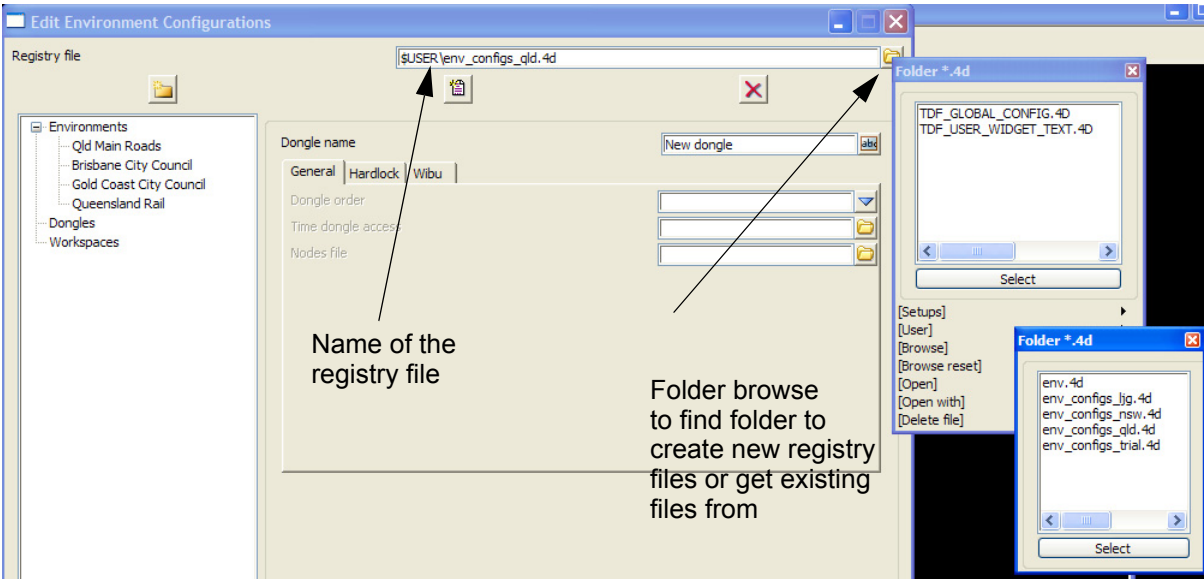 Edit Environment Configurations
Registry file
$USER\env_configs_qld.4d
Environments
Qld Main Roads
Brisbane City Council
Gold Coast City Council
Queensland Rail
Dongles
Workspaces
Dongle name
New dongle
abc
General Hardlock Wibu
Dongle order
Time dongle access
Nodes file
Name of the
registry file
Folder browse
to find folder to
create new registry
files or get existing
files from
Folder *.4d
TDF_GLOBAL_CONFIG.4D
TDF_USER_WIDGET_TEXT.4D
Select
[Setups]
[User]
[Browse]
[Browse reset]
[Open]
[Open with]
[Delete file]
Folder *.4d
env.4d
env_configs_ljg.4d
env_configs_nsw.4d
env_configs_qld.4d
env_configs_trial.4d
Select